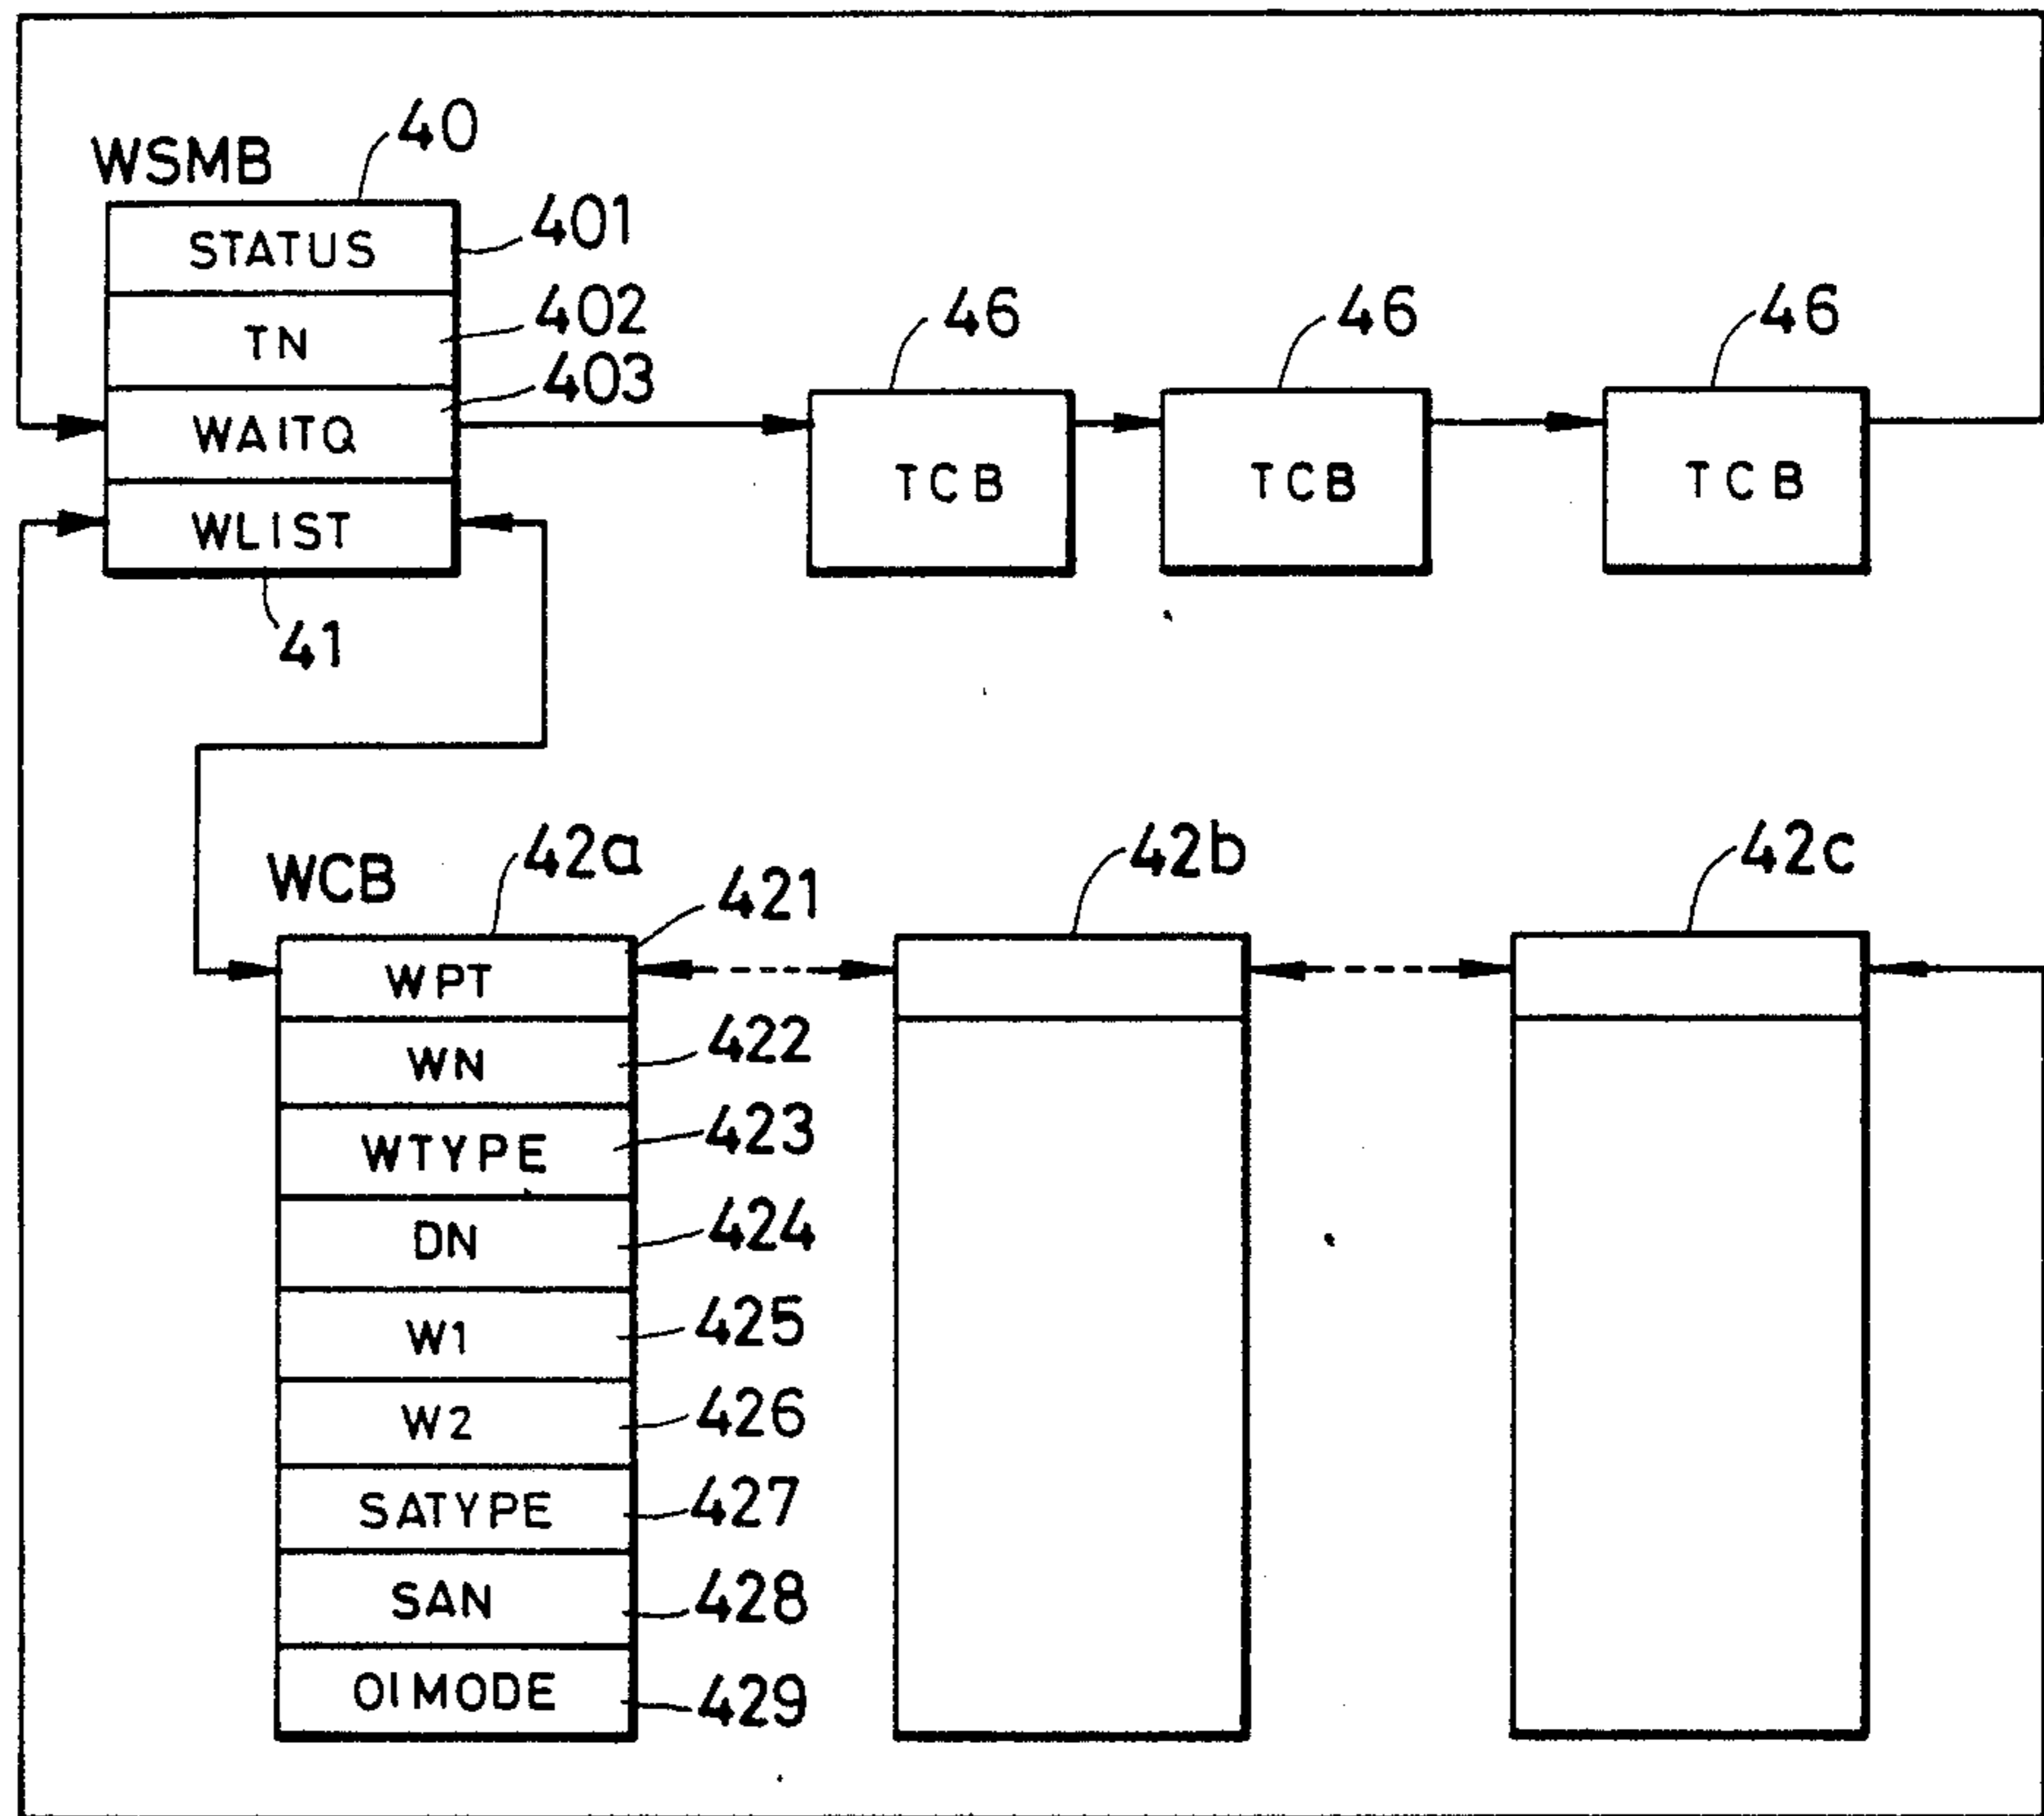 40
WSMB
STATUS
401
TN
402
WAITQ
403
WLIST
41
46
TCB
46
TCB
46
TCB
WCB
42a
421
42b
42c
WPT
WN
422
WTYPE
423
DN
424
W1
425
W2
426
SATYPE
427
SAN
428
OIMODE
429